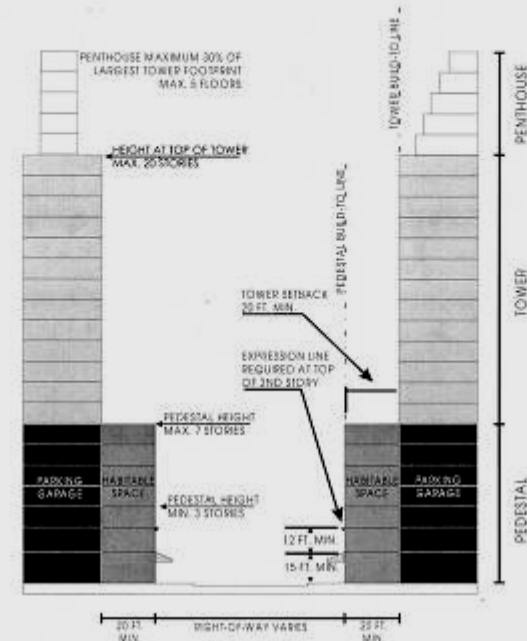 PENTHOUSE MAXIMUM 30% OF
LARGEST TOWER FOOTPRINT
MAX. 5 FLOORS
TOWER BUILD-TO LINE
PENTHOUSE
HEIGHT AT TOP OF TOWER
MAX. 20 STORIES
PEDESTAL BUILD-TO LINE
TOWER
TOWER SETBACK
20 FT. MIN.
EXPRESSION LINE
REQUIRED AT TOP
OF 2ND STORY
PEDESTAL HEIGHT
MAX. 7 STORIES
PARKING
GARAGE
HABITABLE
SPACE
PEDESTAL HEIGHT
MIN. 3 STORIES
HABITABLE
SPACE
PARKING
GARAGE
PEDESTAL
12 FT. MIN.
15 FT. MIN.
20 FT.
MIN.
RIGHT-OF-WAY VARIES
20 FT.
MIN.